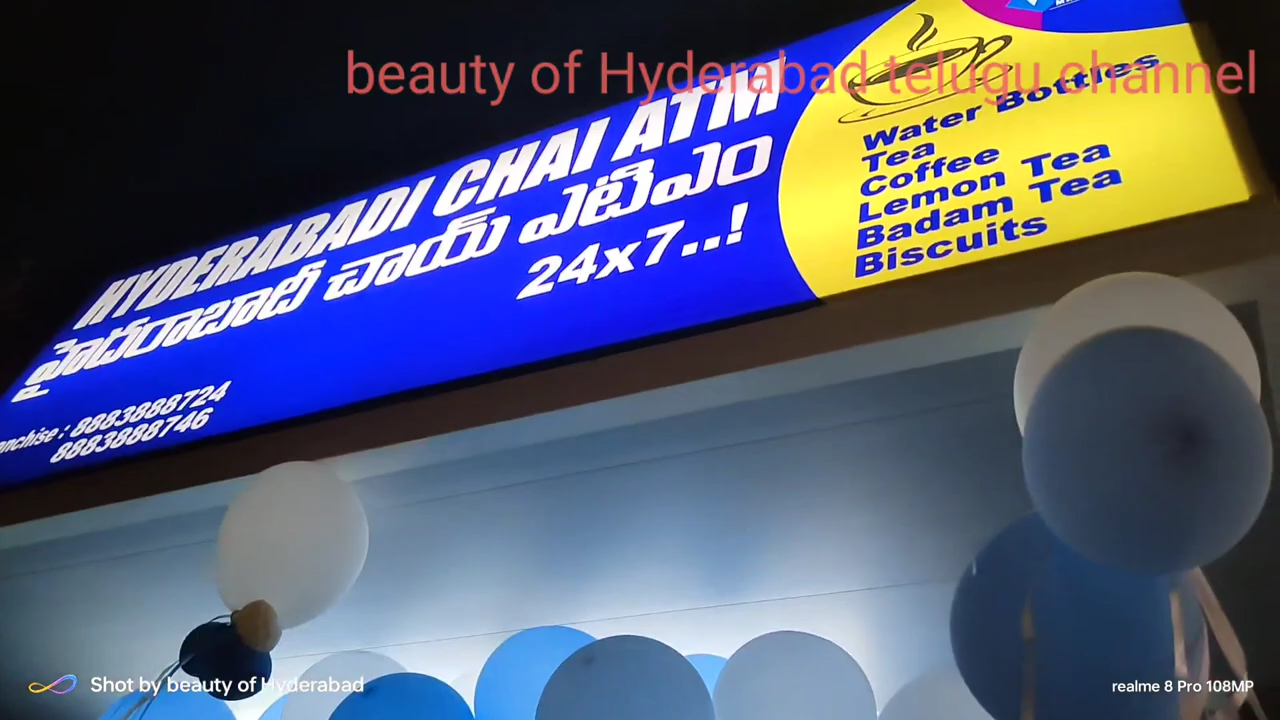 beauty of Hyderabad telugu channel
HYDERABADI CHAI ATM
హైదరాబాదీ చాయ్ ఎటిఎం
24x7..!
anchise : 8883888724
8883888746
Water Bottles
Tea
Coffee
Lemon Tea
Badam Tea
Biscuits
Shot by beauty of Hyderabad
realme 8 Pro 108MP